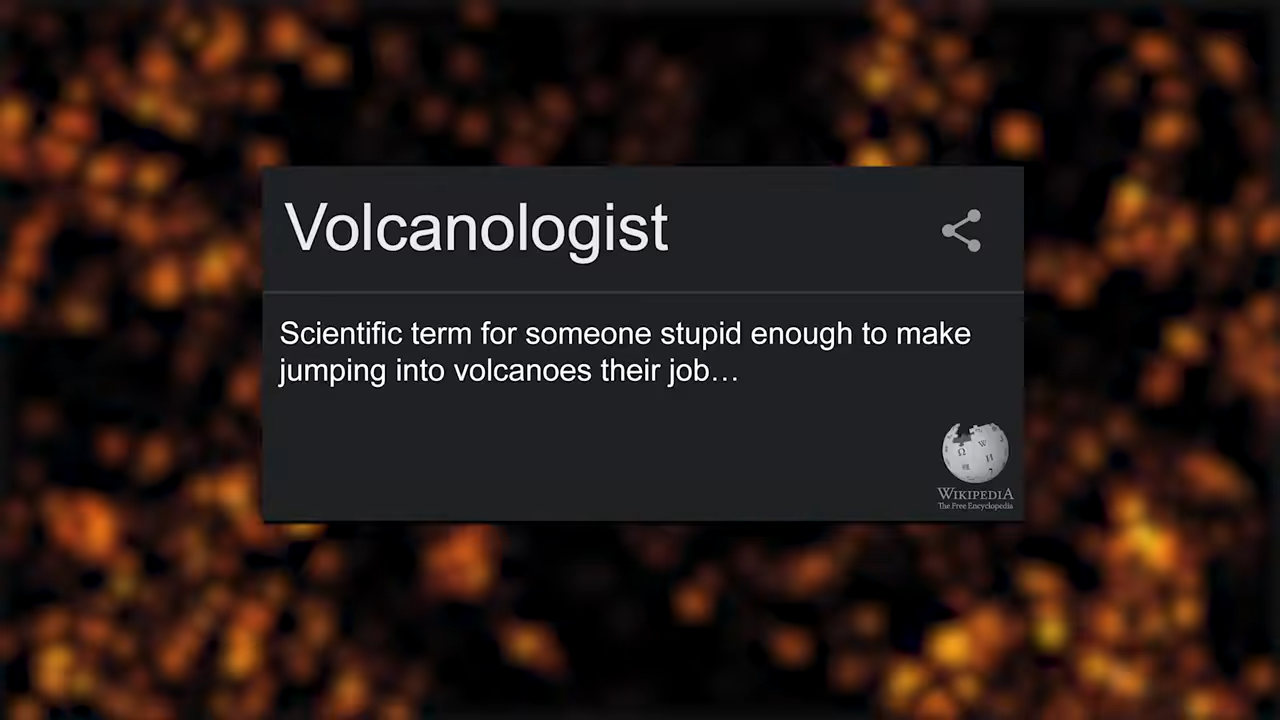 Volcanologist
Scientific term for someone stupid enough to make
jumping into volcanoes their job…
WIKIPEDIA
The Free Encyclopedia